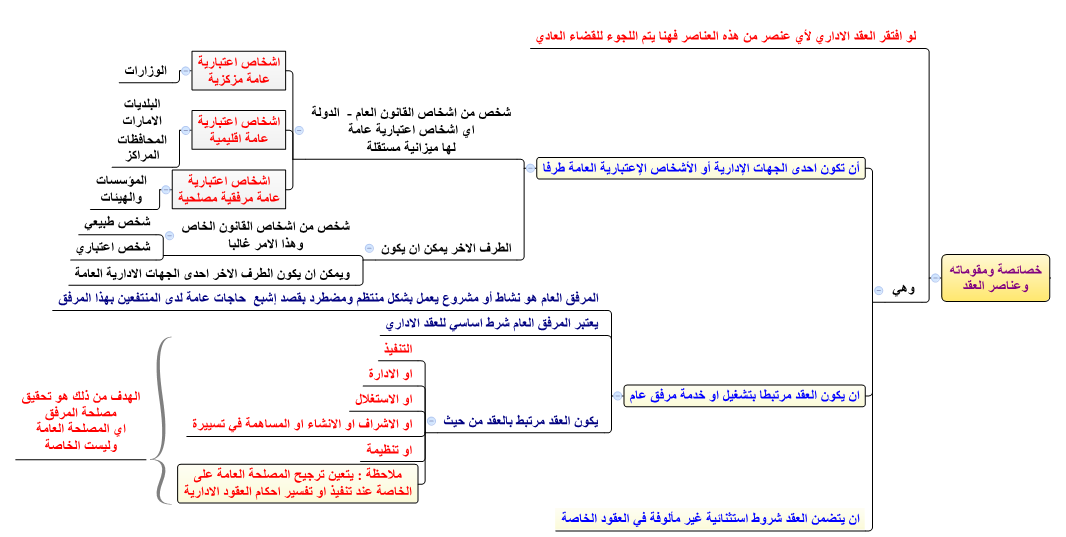 خصائصة ومقوماته
وعناصر العقد
لو افتقر العقد الاداري لأي عنصر من هذه العناصر فهنا يتم اللجوء للقضاء العادي
وهي
أن تكون احدى الجهات الإدارية أو الأشخاص الإعتبارية العامة طرفا
شخص من اشخاص القانون العام - الدولة
اي اشخاص اعتبارية عامة
لها ميزانية مستقلة
اشخاص اعتبارية
عامة مزكزية
الوزارات
اشخاص اعتبارية
عامة اقليمية
البلديات
الامارات
المحافظات
المراكز
اشخاص اعتبارية
عامة مرفقية مصلحية
المؤسسات
والهيئات
الطرف الاخر يمكن ان يكون
شخص من اشخاص القانون الخاص
وهذا الامر غالبا
شخص طبيعي
شخص اعتباري
ويمكن ان يكون الطرف الاخر احدى الجهات الادارية العامة
ان يكون العقد مرتبطا بتشغيل او خدمة مرفق عام
المرفق العام هو نشاط أو مشروع يعمل بشكل منتظم ومضطرد بقصد إشبع حاجات عامة لدى المنتفعين بهذا المرفق
يعتبر المرفق العام شرط اساسي للعقد الاداري
يكون العقد مرتبط بالعقد من حيث
التنفيذ
او الادارة
او الاستغلال
او الاشراف او الانشاء او المساهمة في تسييرة
او تنظيمة
ملاحظة : يتعين ترجيح المصلحة العامة على
الخاصة عند تنفيذ او تفسير احكام العقود الادارية
الهدف من ذلك هو تحقيق
مصلحة المرفق
اي المصلحة العامة
وليست الخاصة
ان يتضمن العقد شروط استثنائية غير مألوفة في العقود الخاصة